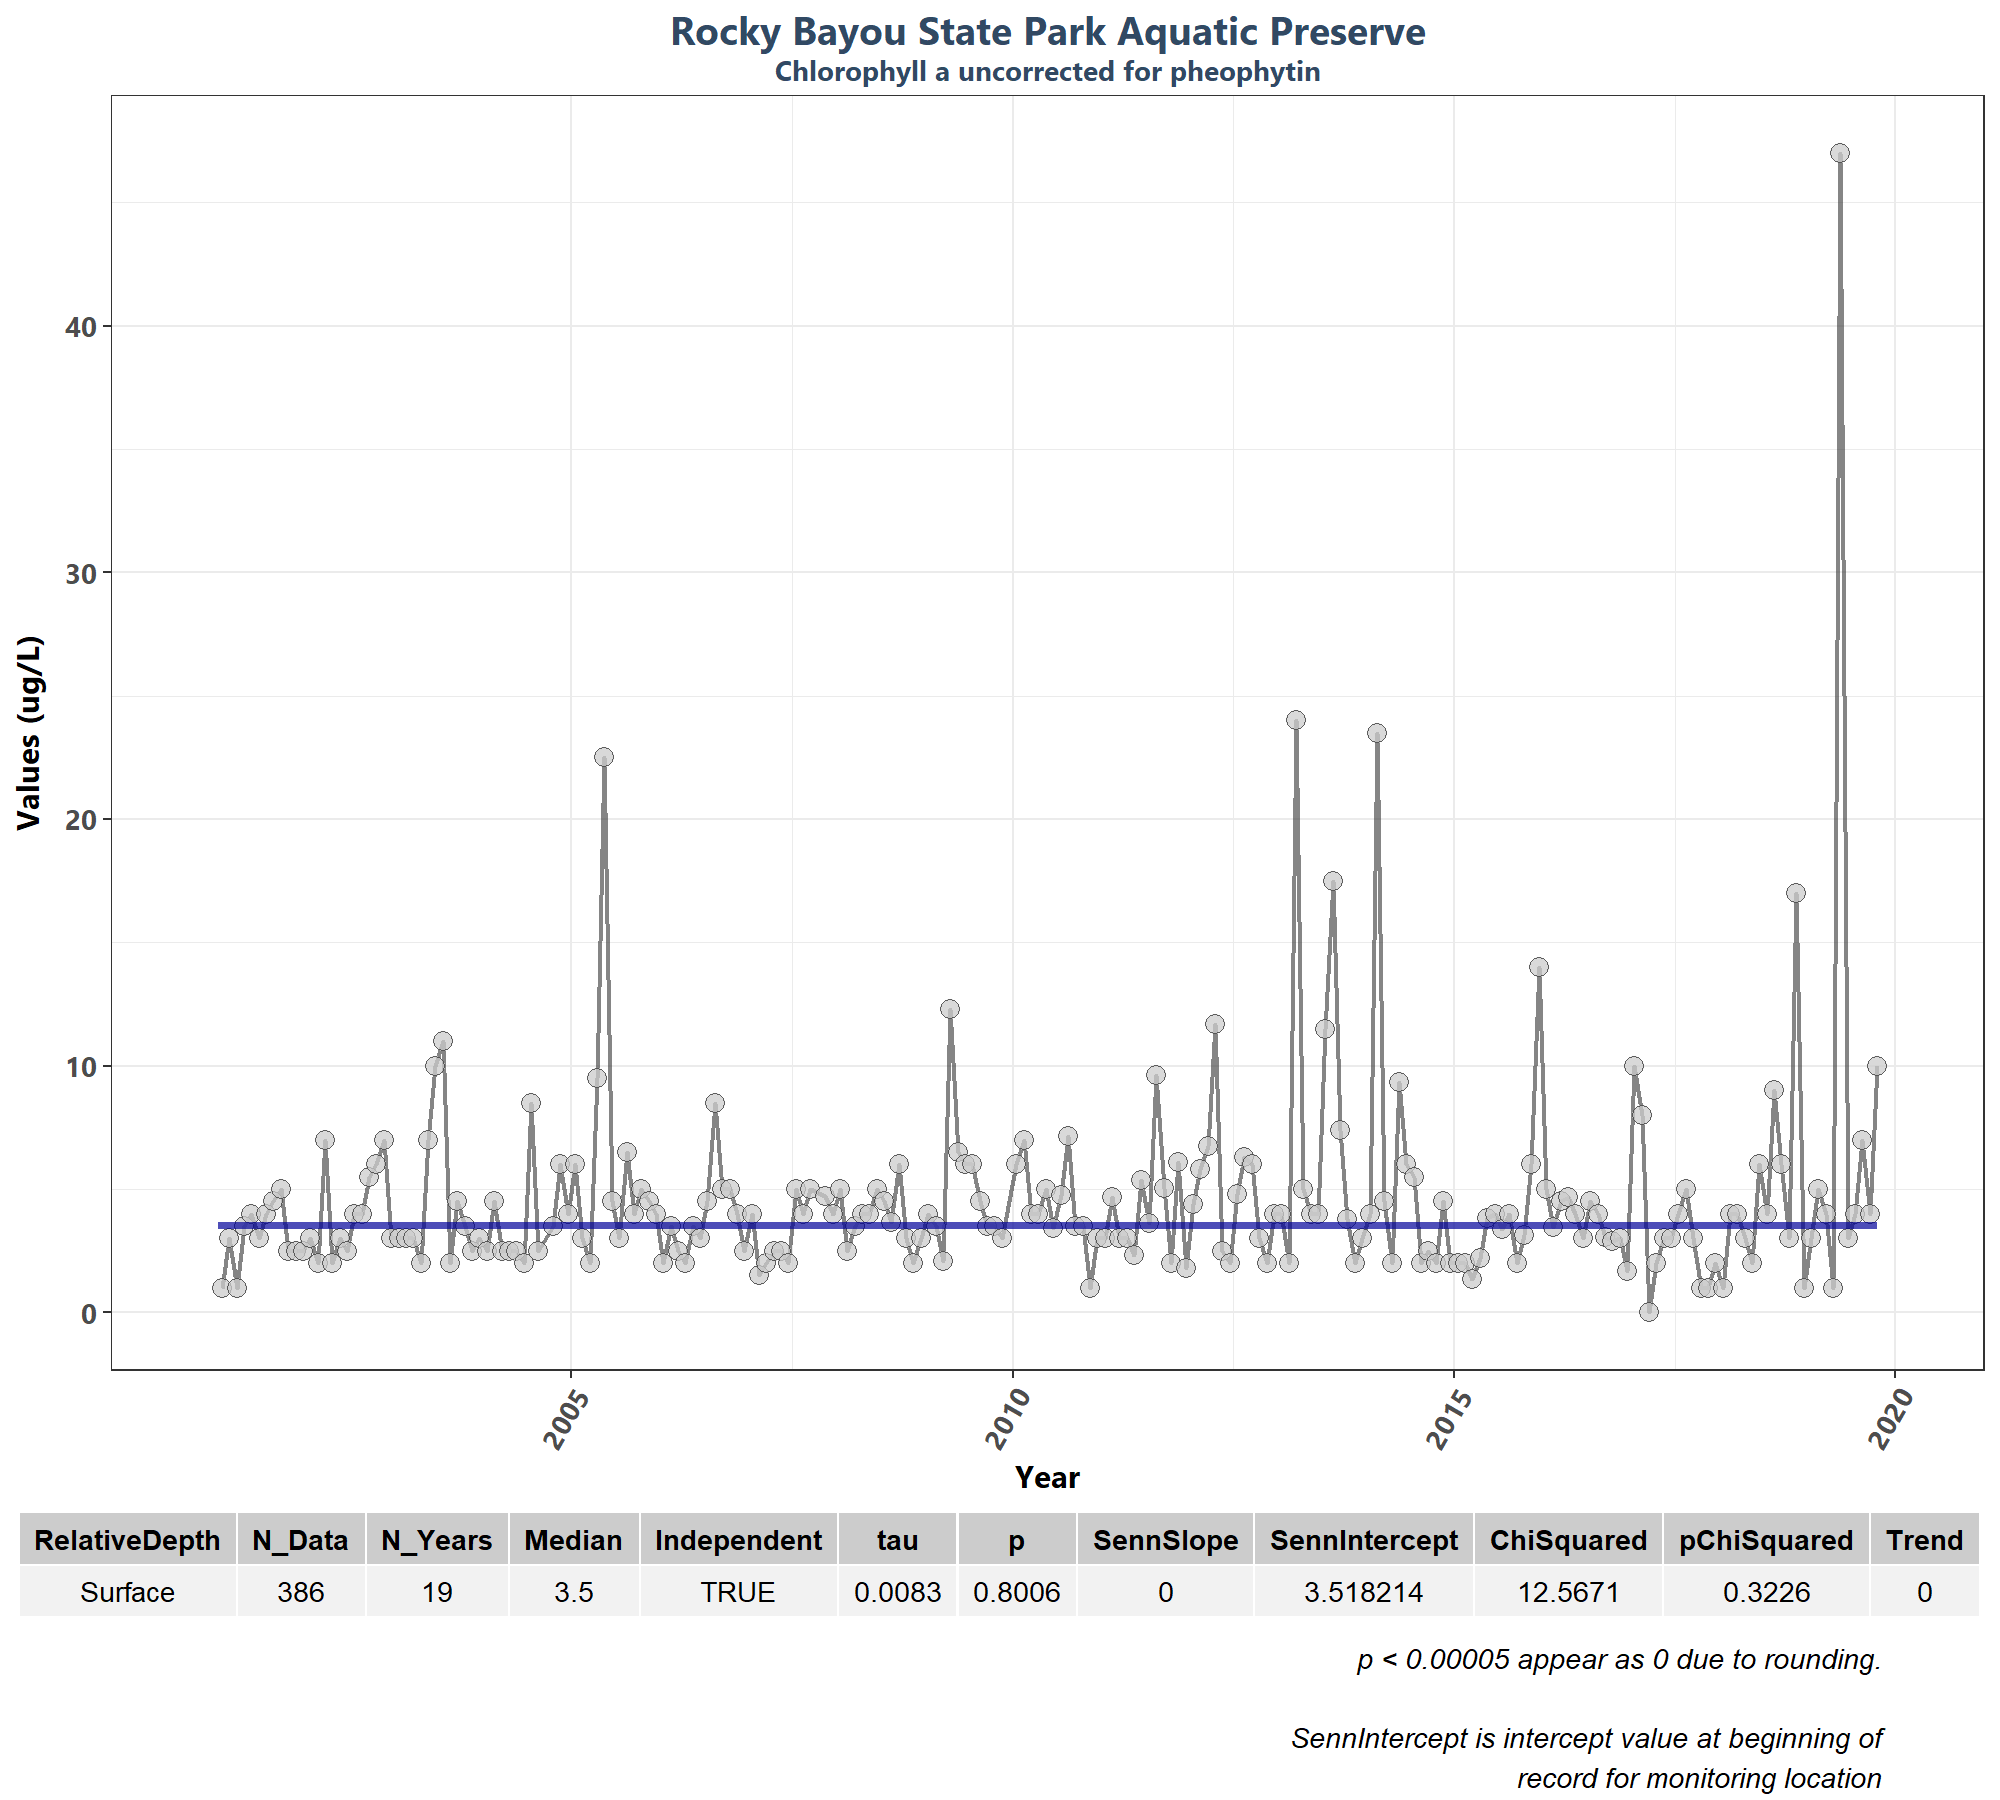 Rocky Bayou State Park Aquatic Preserve
Chlorophyll a uncorrected for pheophytin
Values (ug/L)
40
30
20
10
0
2005
2010
2015
2020
Year
RelativeDepth N_Data N_Years Median Independent tau p SennSlope SennIntercept ChiSquared pChiSquared Trend
Surface 386 19 3.5 TRUE 0.0083 0.8006 0 3.518214 12.5671 0.3226 0
p < 0.00005 appear as 0 due to rounding.
SennIntercept is intercept value at beginning of
record for monitoring location